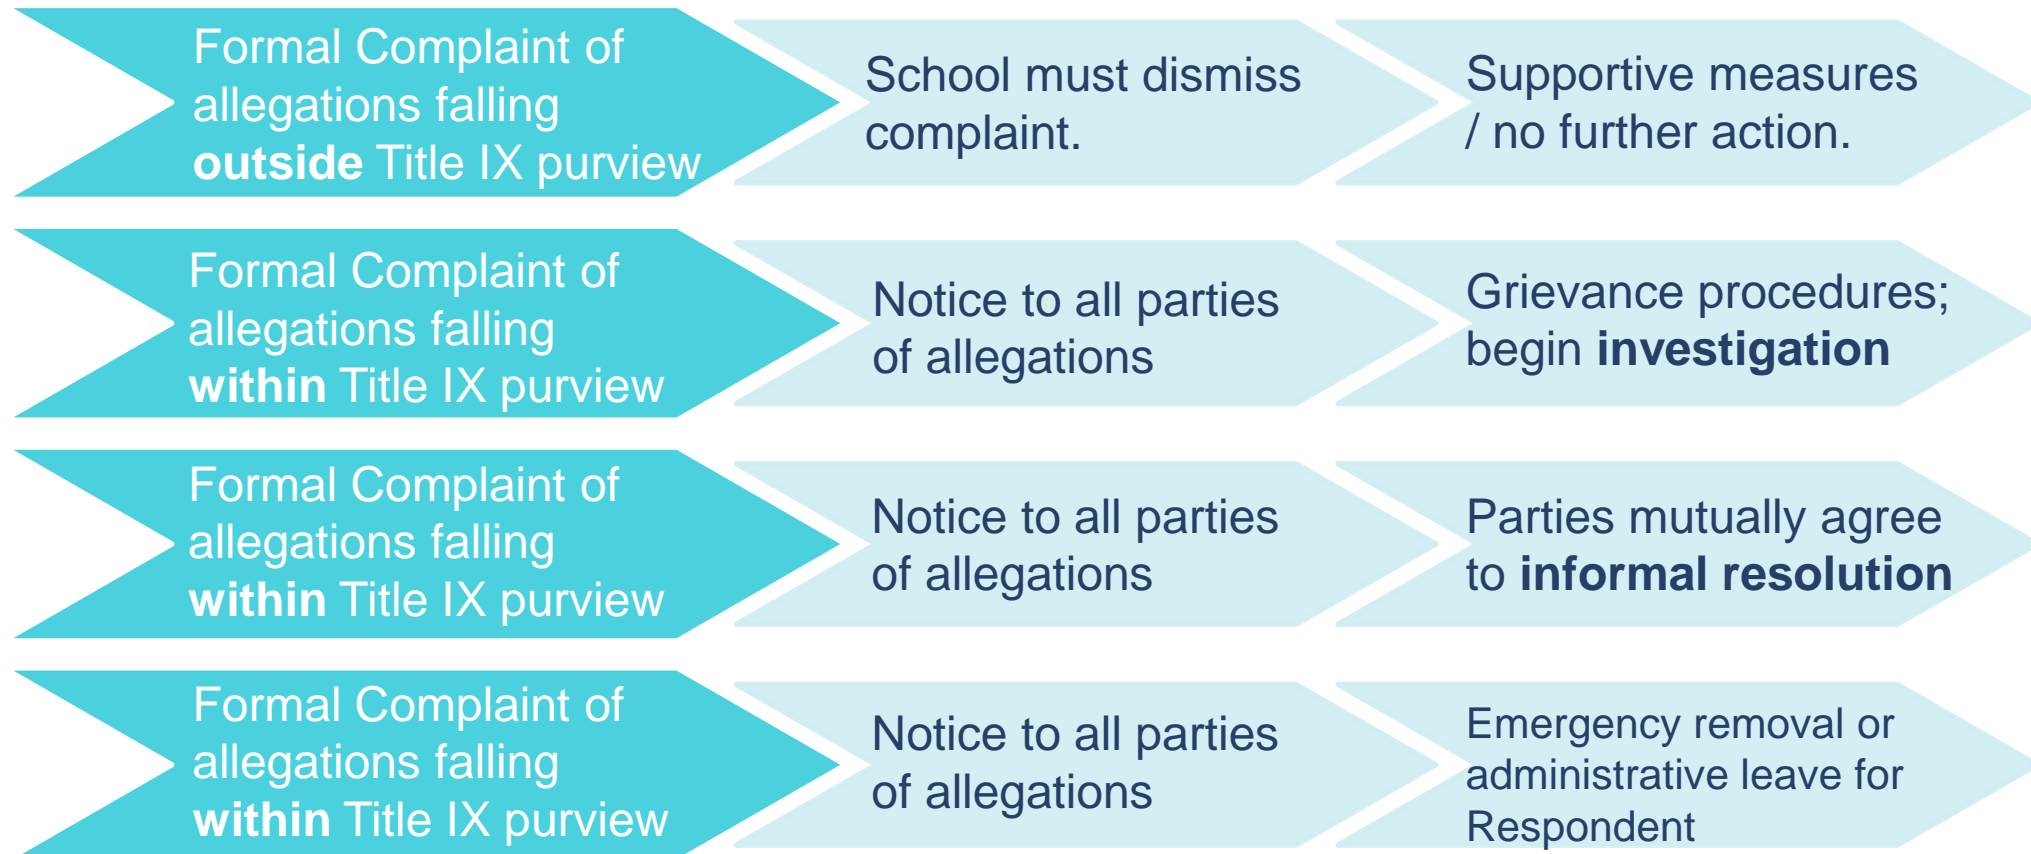 Formal Complaint of
allegations falling
outside Title IX purview
School must dismiss
complaint.
Supportive measures
/ no further action.
Formal Complaint of
allegations falling
within Title IX purview
Notice to all parties
of allegations
Grievance procedures;
begin investigation
Formal Complaint of
allegations falling
within Title IX purview
Notice to all parties
of allegations
Parties mutually agree
to informal resolution
Formal Complaint of
allegations falling
within Title IX purview
Notice to all parties
of allegations
Emergency removal or
administrative leave for
Respondent